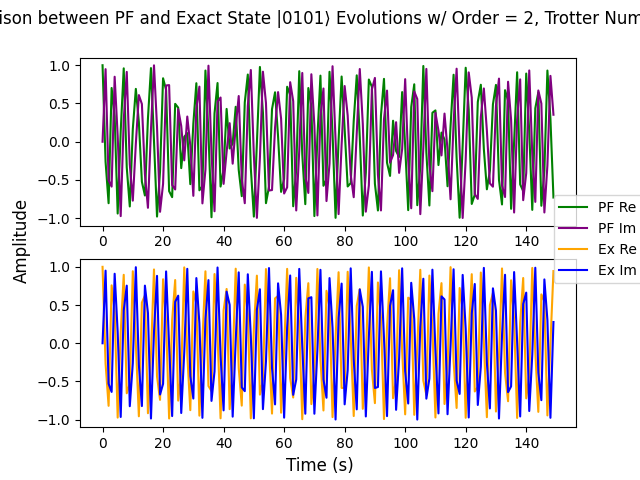 ison between PF and Exact State |0101⟩ Evolutions w/ Order = 2, Trotter Num
1.0
0.5
0.0
−0.5
−1.0
0 20 40 60 80 100 120 140
PF Re
PF Im
Ex Re
Ex Im
Amplitude
1.0
0.5
0.0
−0.5
−1.0
0 20 40 60 80 100 120 140
Time (s)